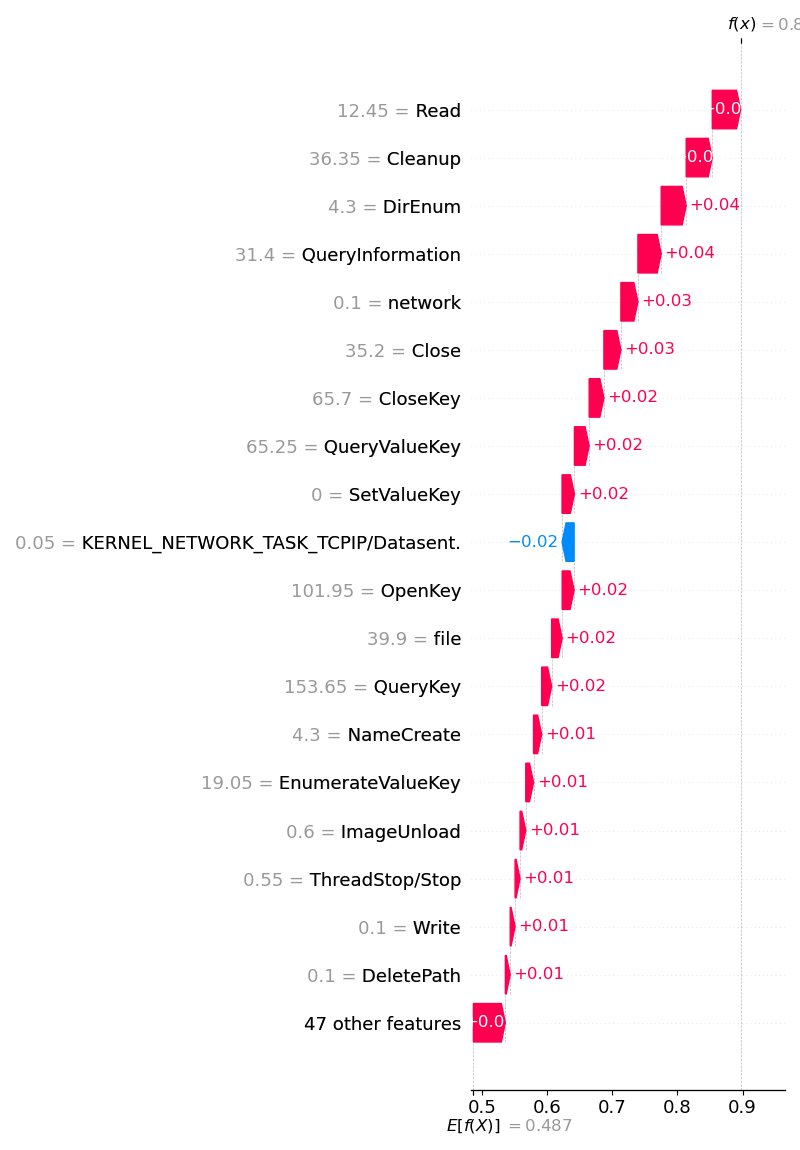 f(x) = 0.8
12.45 = Read
36.35 = Cleanup
4.3 = DirEnum +0.04
31.4 = QueryInformation +0.04
0.1 = network +0.03
35.2 = Close +0.03
65.7 = CloseKey +0.02
65.25 = QueryValueKey +0.02
0 = SetValueKey +0.02
0.05 = KERNEL_NETWORK_TASK_TCPIP/Datasent. −0.02
101.95 = OpenKey +0.02
39.9 = file +0.02
153.65 = QueryKey +0.02
4.3 = NameCreate +0.01
19.05 = EnumerateValueKey +0.01
0.6 = ImageUnload +0.01
0.55 = ThreadStop/Stop +0.01
0.1 = Write +0.01
0.1 = DeletePath +0.01
47 other features
0.5 0.6 0.7 0.8 0.9
E[f(X)] = 0.487